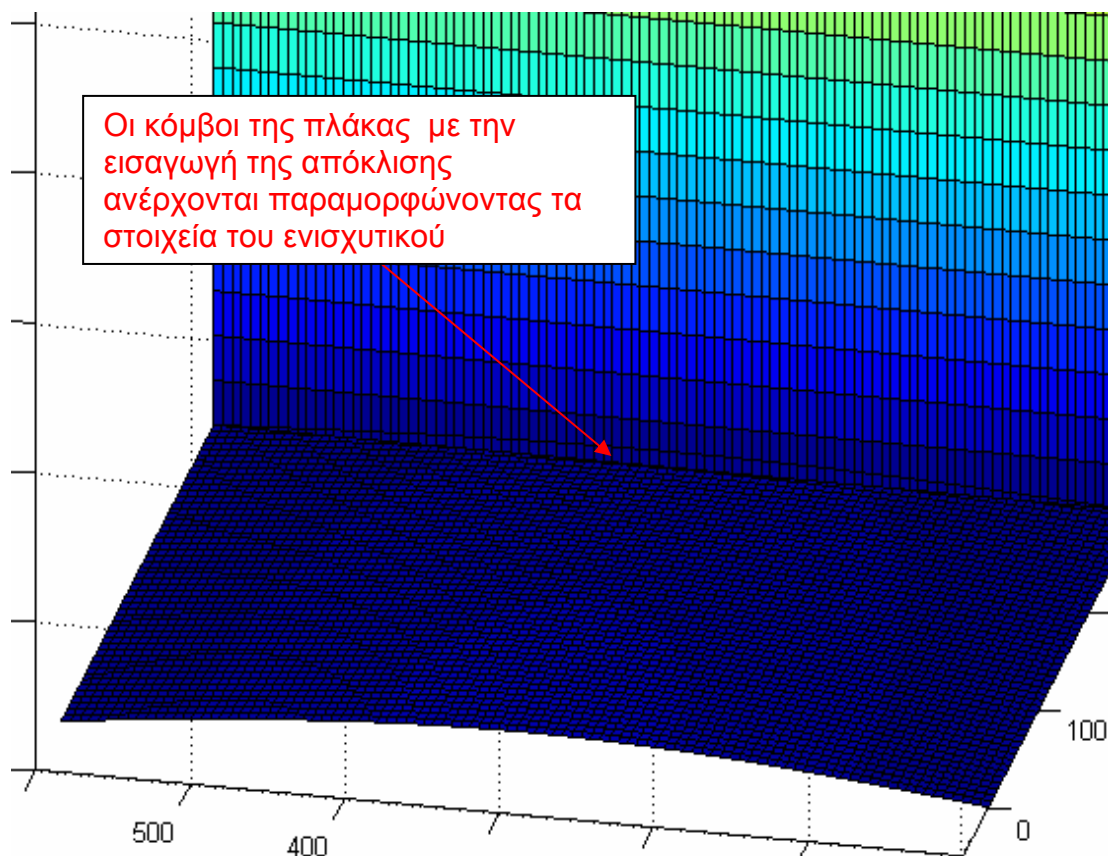 Οι κόμβοι της πλάκας με την
εισαγωγή της απόκλισης
ανέρχονται παραμορφώνοντας τα
στοιχεία του ενισχυτικού
100
0
500
400